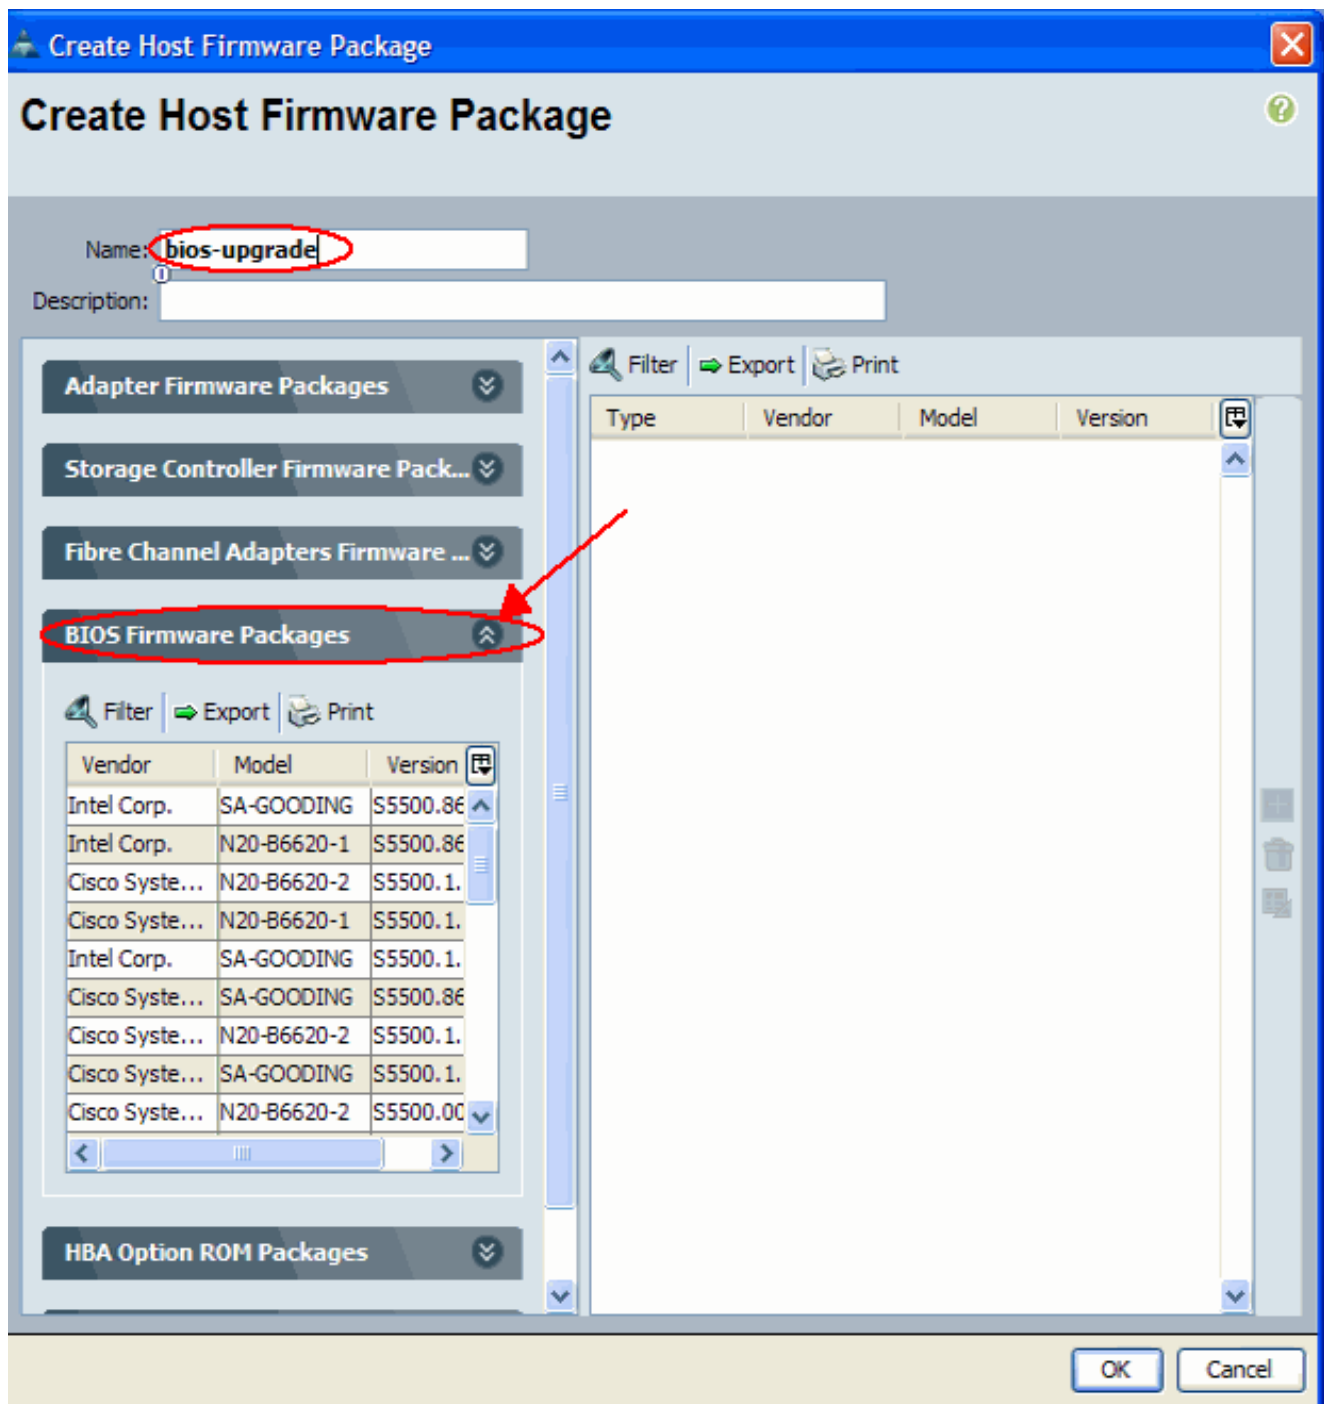 Create Host Firmware Package
Create Host Firmware Package
Name: bios-upgrade
Description:
Adapter Firmware Packages
Storage Controller Firmware Pack...
Fibre Channel Adapters Firmware ...
BIOS Firmware Packages
Filter Export Print
Vendor Model Version
Intel Corp. SA-GOODING S5500.86
Intel Corp. N20-B6620-1 S5500.86
Cisco Syste... N20-B6620-2 S5500.1.
Cisco Syste... N20-B6620-1 S5500.1.
Intel Corp. SA-GOODING S5500.1.
Cisco Syste... SA-GOODING S5500.86
Cisco Syste... N20-B6620-2 S5500.1.
Cisco Syste... SA-GOODING S5500.1.
Cisco Syste... N20-B6620-2 S5500.00
HBA Option ROM Packages
Filter Export Print
Type Vendor Model Version
OK Cancel